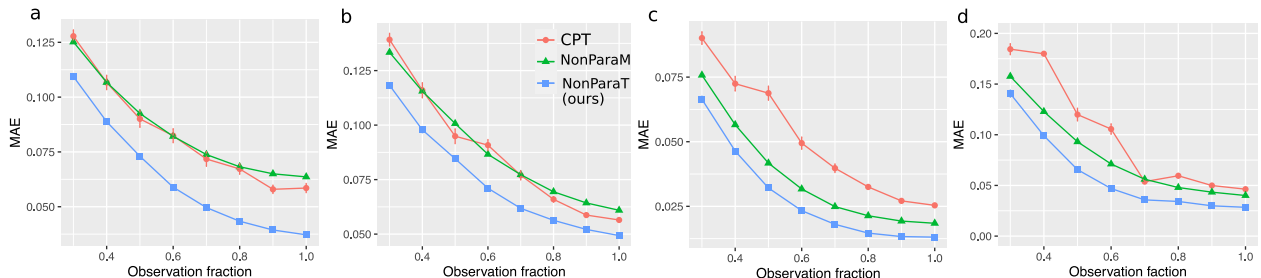 a
0.125
0.100
0.075
0.050
MAE
0.4 0.6 0.8 1.0
Observation fraction
b
0.125
0.100
0.075
0.050
MAE
CPT
NonParaM
NonParaT
(ours)
0.4 0.6 0.8 1.0
Observation fraction
c
0.075
0.050
0.025
MAE
0.4 0.6 0.8 1.0
Observation fraction
d
0.20
0.15
0.10
0.05
0.00
MAE
0.4 0.6 0.8 1.0
Observation fraction